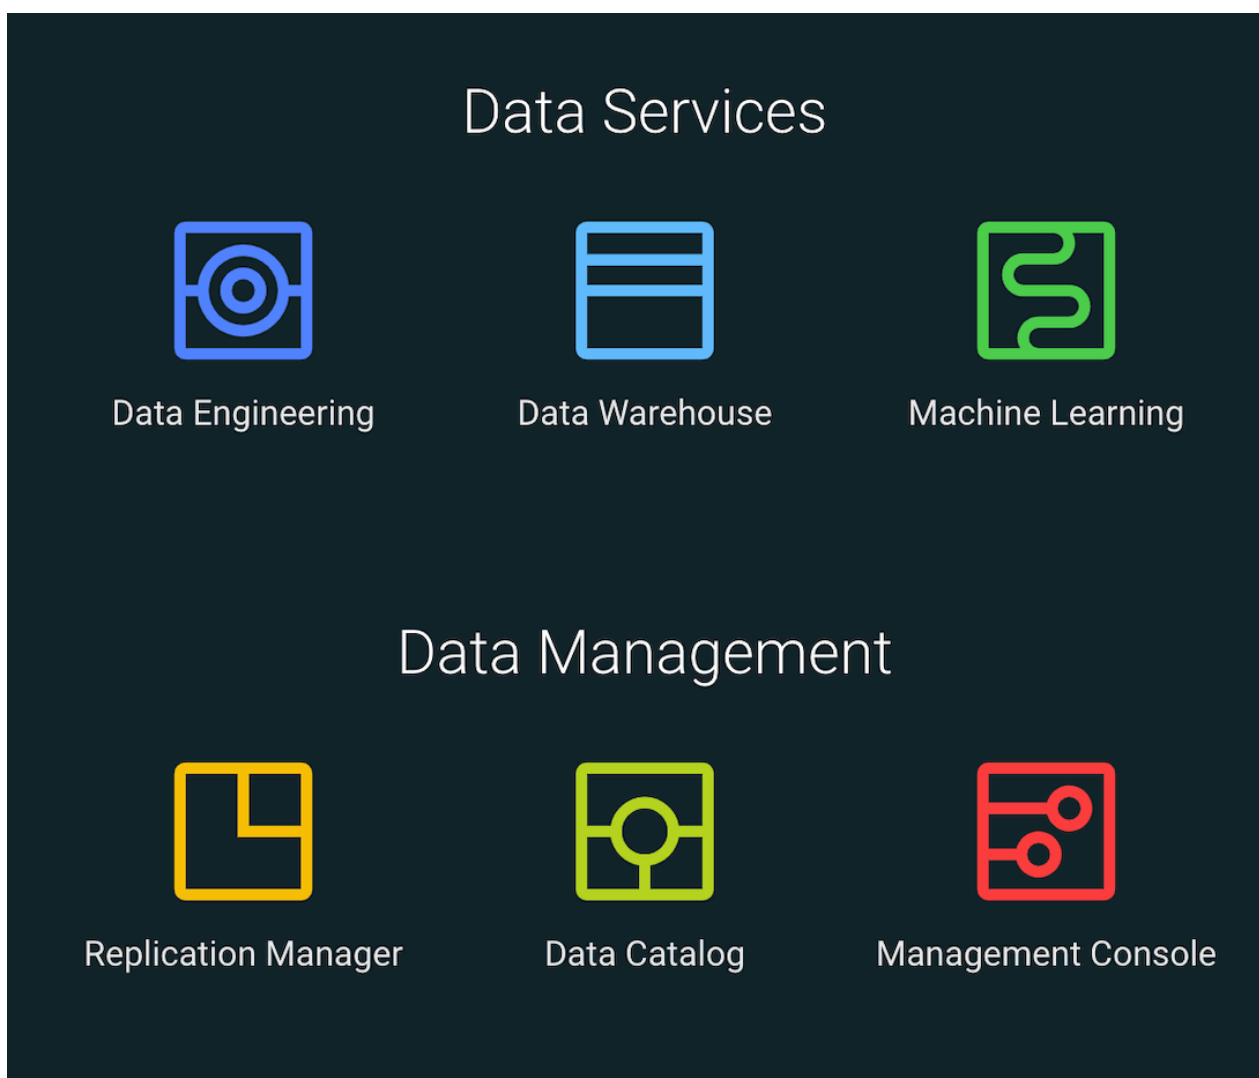 Data Services
Data Engineering
Data Warehouse
Machine Learning
Data Management
Replication Manager
Data Catalog
Management Console